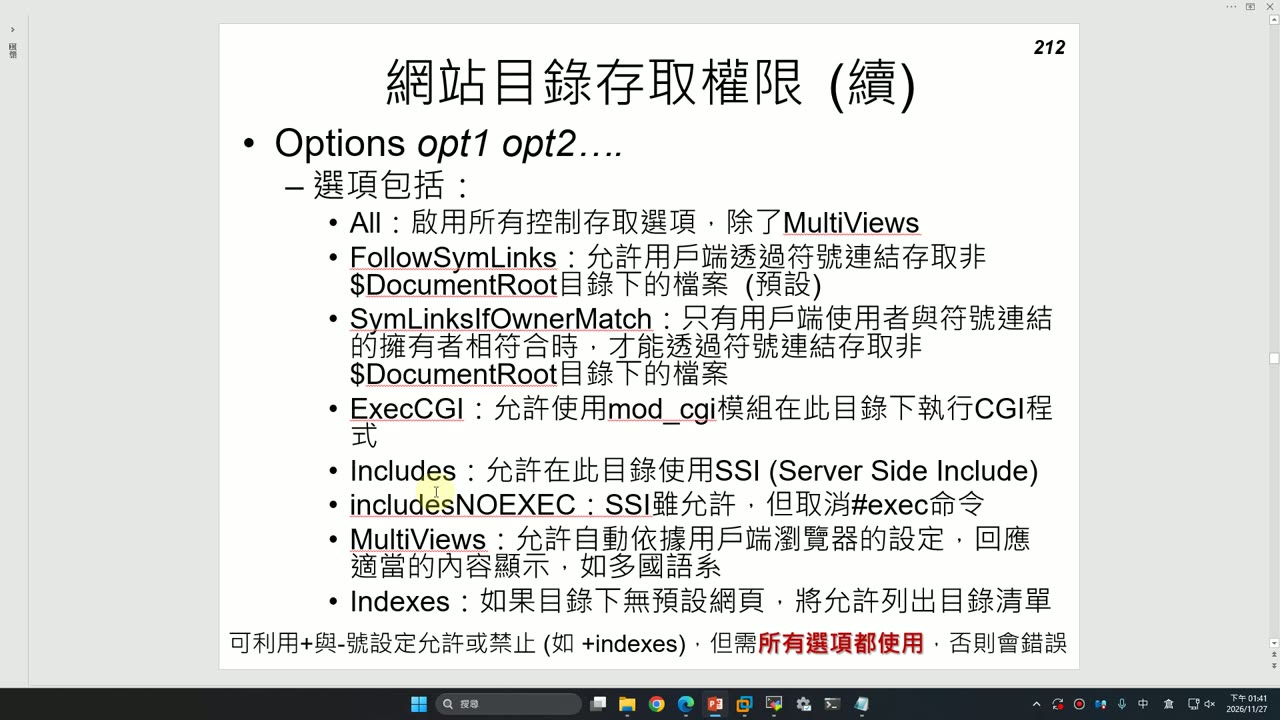 212
網站目錄存取權限 (續)
• Options opt1 opt2….
– 選項包括：
• All：啟用所有控制存取選項，除了MultiViews
• FollowSymLinks：允許用戶端透過符號連結存取非
$DocumentRoot目錄下的檔案 (預設)
• SymLinksIfOwnerMatch：只有用戶端使用者與符號連結
的擁有者相符合時，才能透過符號連結存取非
$DocumentRoot目錄下的檔案
• ExecCGI：允許使用mod_cgi模組在此目錄下執行CGI程
式
• Includes：允許在此目錄使用SSI (Server Side Include)
• includesNOEXEC：SSI雖允許，但取消#exec命令
• MultiViews：允許自動依據用戶端瀏覽器的設定，回應
適當的內容顯示，如多國語系
• Indexes：如果目錄下無預設網頁，將允許列出目錄清單
可利用+與-號設定允許或禁止 (如 +indexes)，但需所有選項都使用，否則會錯誤
搜尋
中
下午 01:41
2026/11/27